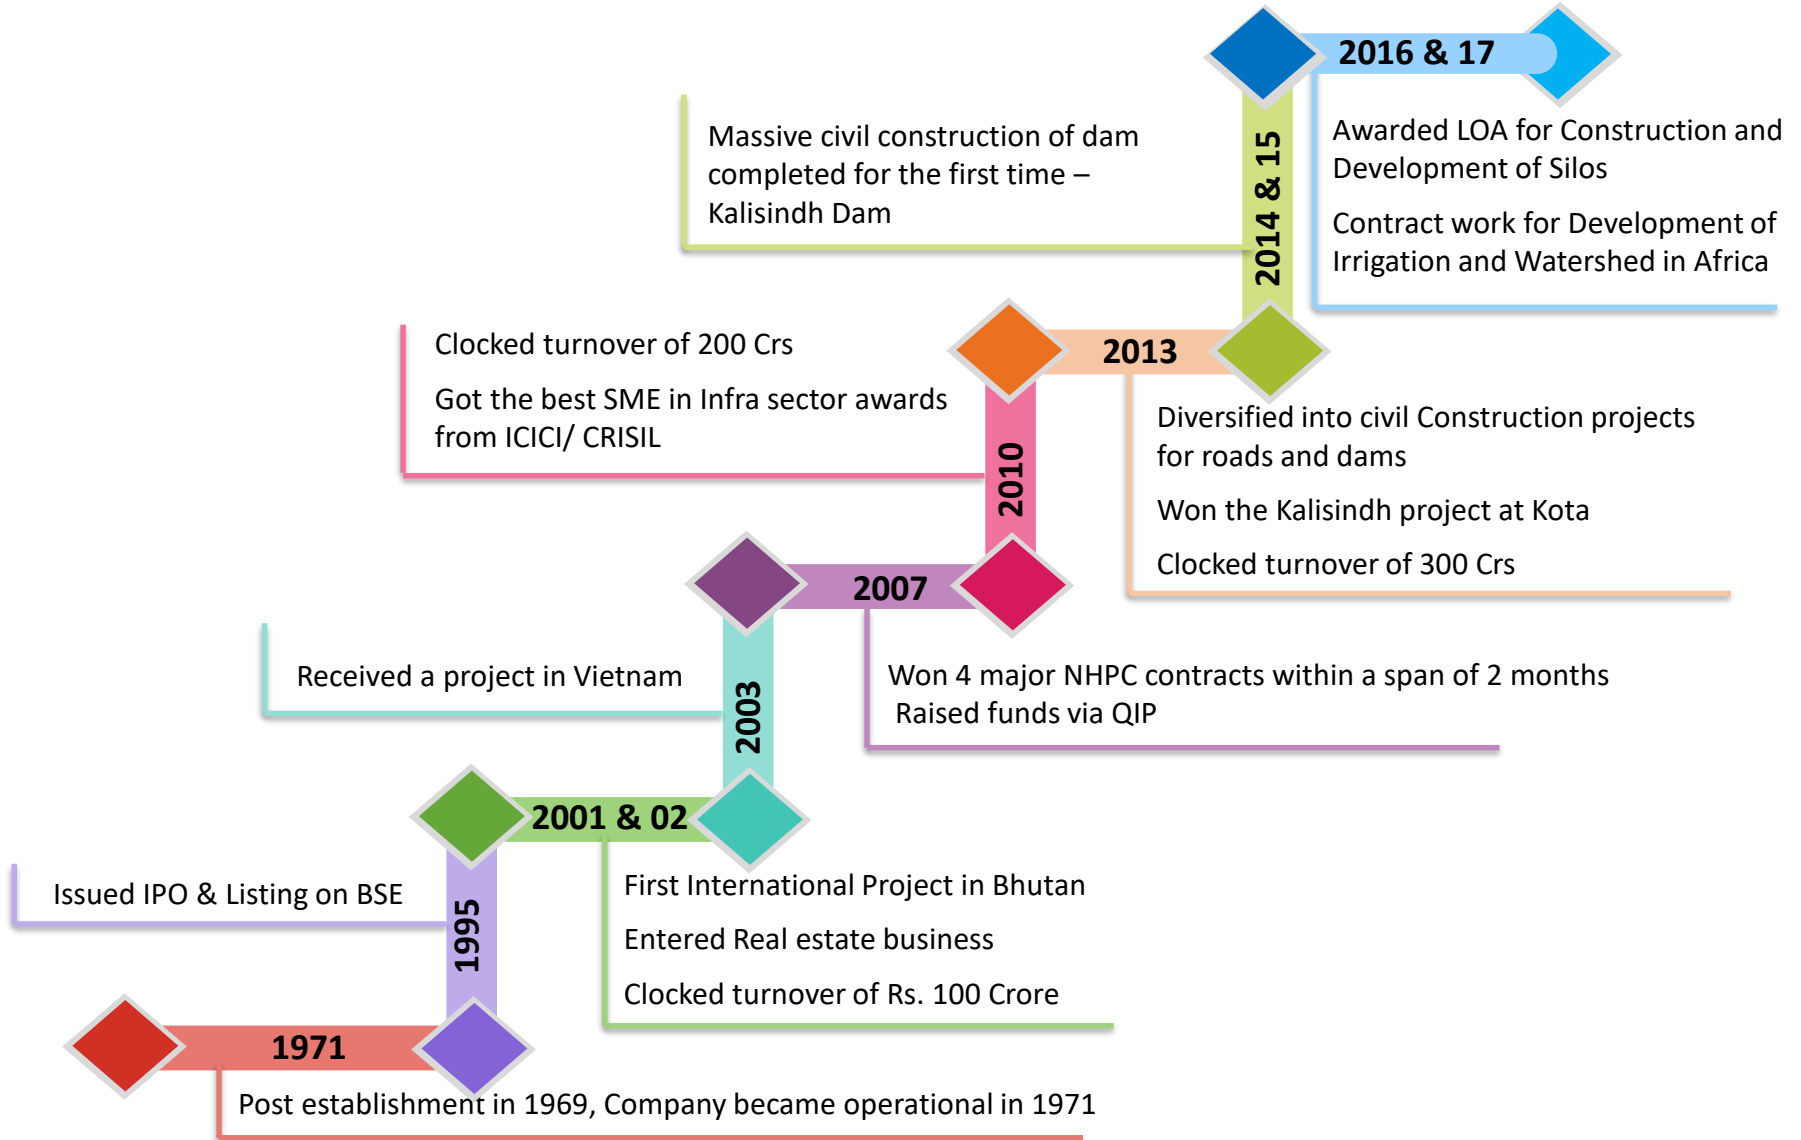 2016 & 17
Awarded LOA for Construction and
Development of Silos
Contract work for Development of
Irrigation and Watershed in Africa
Massive civil construction of dam
completed for the first time –
Kalisindh Dam
2014 & 15
2013
Diversified into civil Construction projects
for roads and dams
Won the Kalisindh project at Kota
Clocked turnover of 300 Crs
Clocked turnover of 200 Crs
Got the best SME in Infra sector awards
from ICICI/ CRISIL
2010
2007
Won 4 major NHPC contracts within a span of 2 months
Raised funds via QIP
Received a project in Vietnam
2003
2001 & 02
First International Project in Bhutan
Entered Real estate business
Clocked turnover of Rs. 100 Crore
Issued IPO & Listing on BSE
1995
1971
Post establishment in 1969, Company became operational in 1971